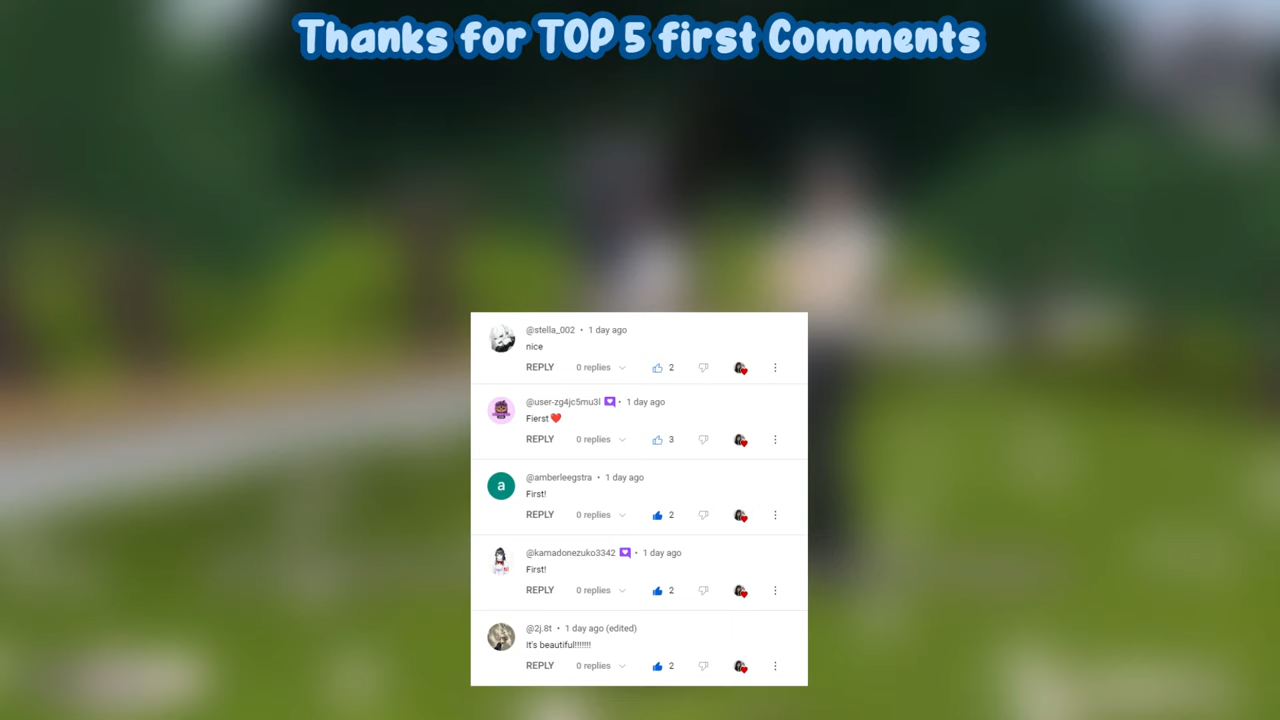 Thanks for TOP 5 first Comments
@stella_002 • 1 day ago
nice
REPLY 0 replies 2
@user-zg4jc5mu3l • 1 day ago
Fierst❤️
REPLY 0 replies 3
a
@amberleegstra • 1 day ago
First!
REPLY 0 replies 2
@kamadonezuko3342 • 1 day ago
First!
REPLY 0 replies 2
@2j.8t • 1 day ago (edited)
It's beautiful!!!!!!!
REPLY 0 replies 2